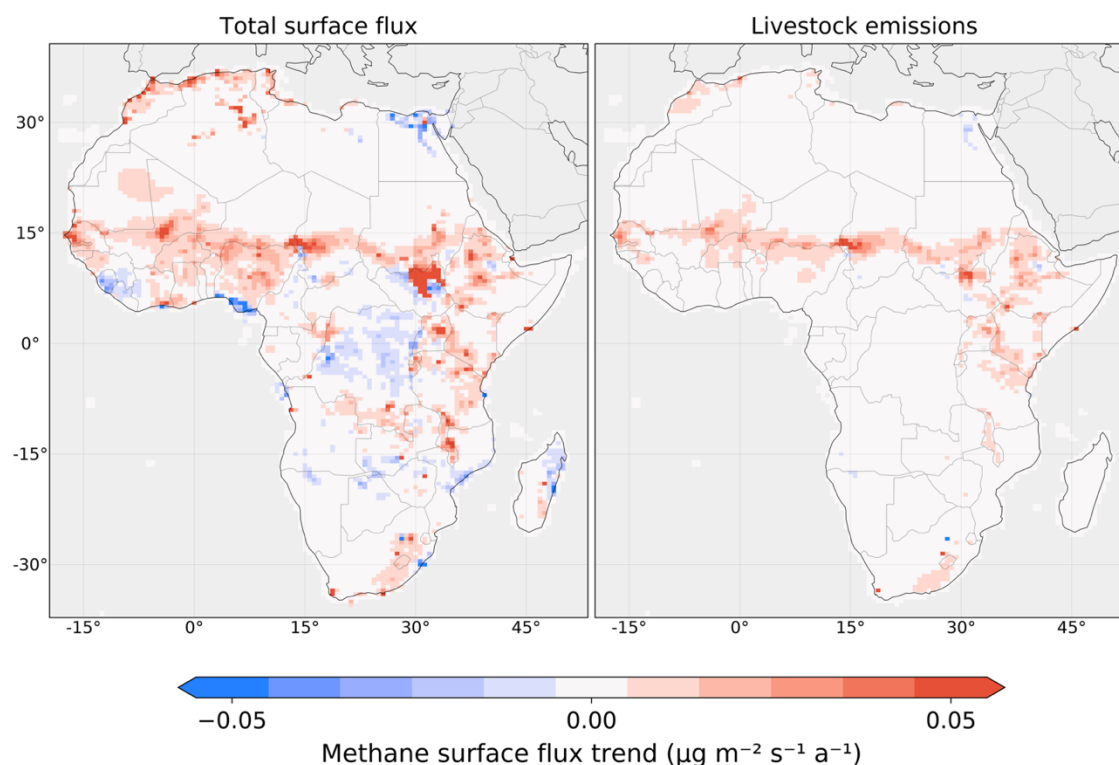 Total surface flux
Livestock emissions
30°
15°
0°
-15°
-30°
-15° 0° 15° 30° 45° -15° 0° 15° 30° 45°
−0.05 0.00 0.05
Methane surface flux trend (μg m⁻² s⁻¹ a⁻¹)